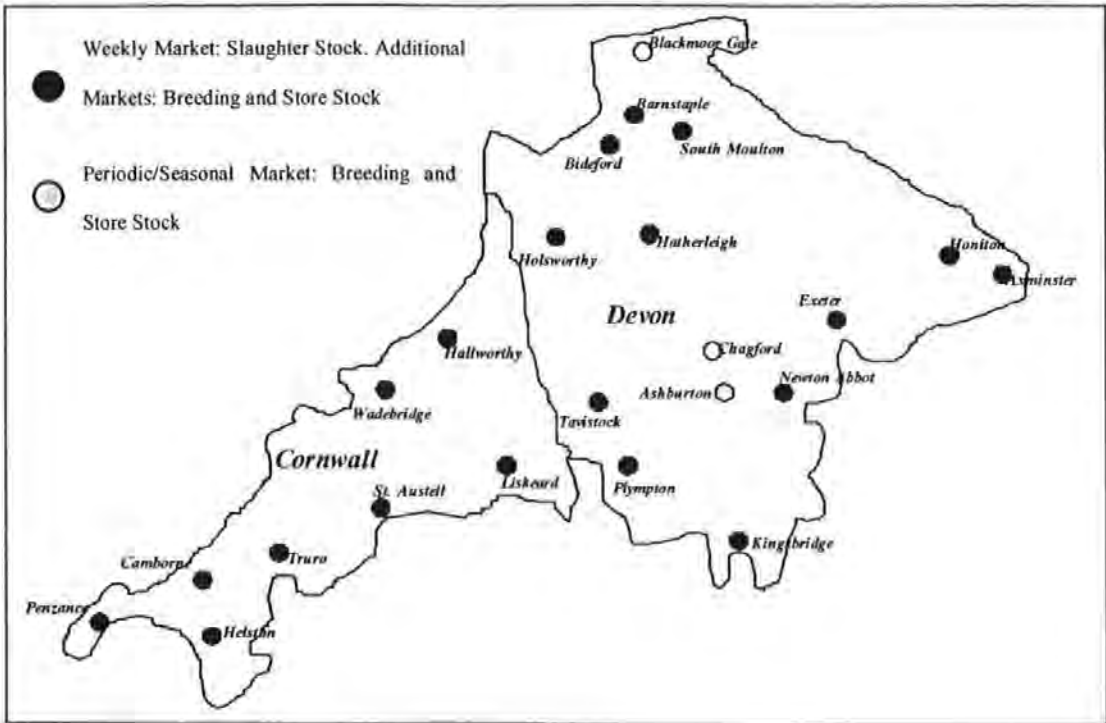 Weekly Market: Slaughter Stock. Additional
Markets: Breeding and Store Stock
Periodic/Seasonal Market: Breeding and
Store Stock
Blackmoor Gate
Barnstaple
South Moulton
Bideford
Hatherleigh
Holsworthy
Honiton
Axminster
Exeter
Devon
Chagford
Hallworthy
Newton Abbot
Ashburton
Wadebridge
Tavistock
Cornwall
Liskeard
Plympton
St. Austell
Kingsbridge
Truro
Camborne
Penzance
Helston